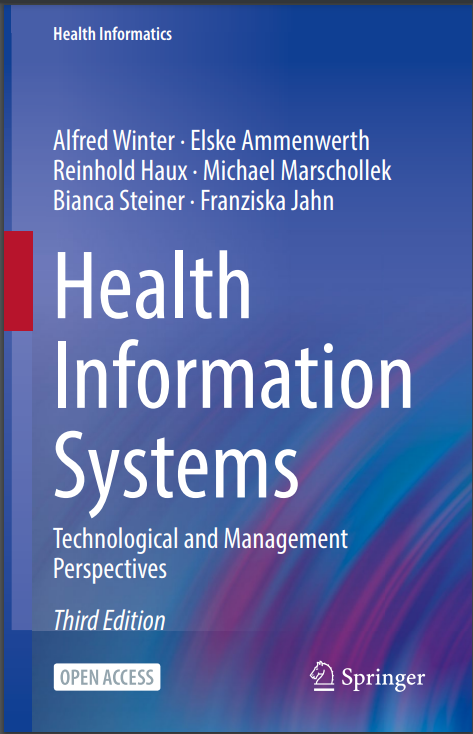 Health Informatics
Alfred Winter · Elske Ammenwerth
Reinhold Haux · Michael Marschollek
Bianca Steiner · Franziska Jahn
Health
Information
Systems
Technological and Management
Perspectives
Third Edition
OPEN ACCESS
Springer